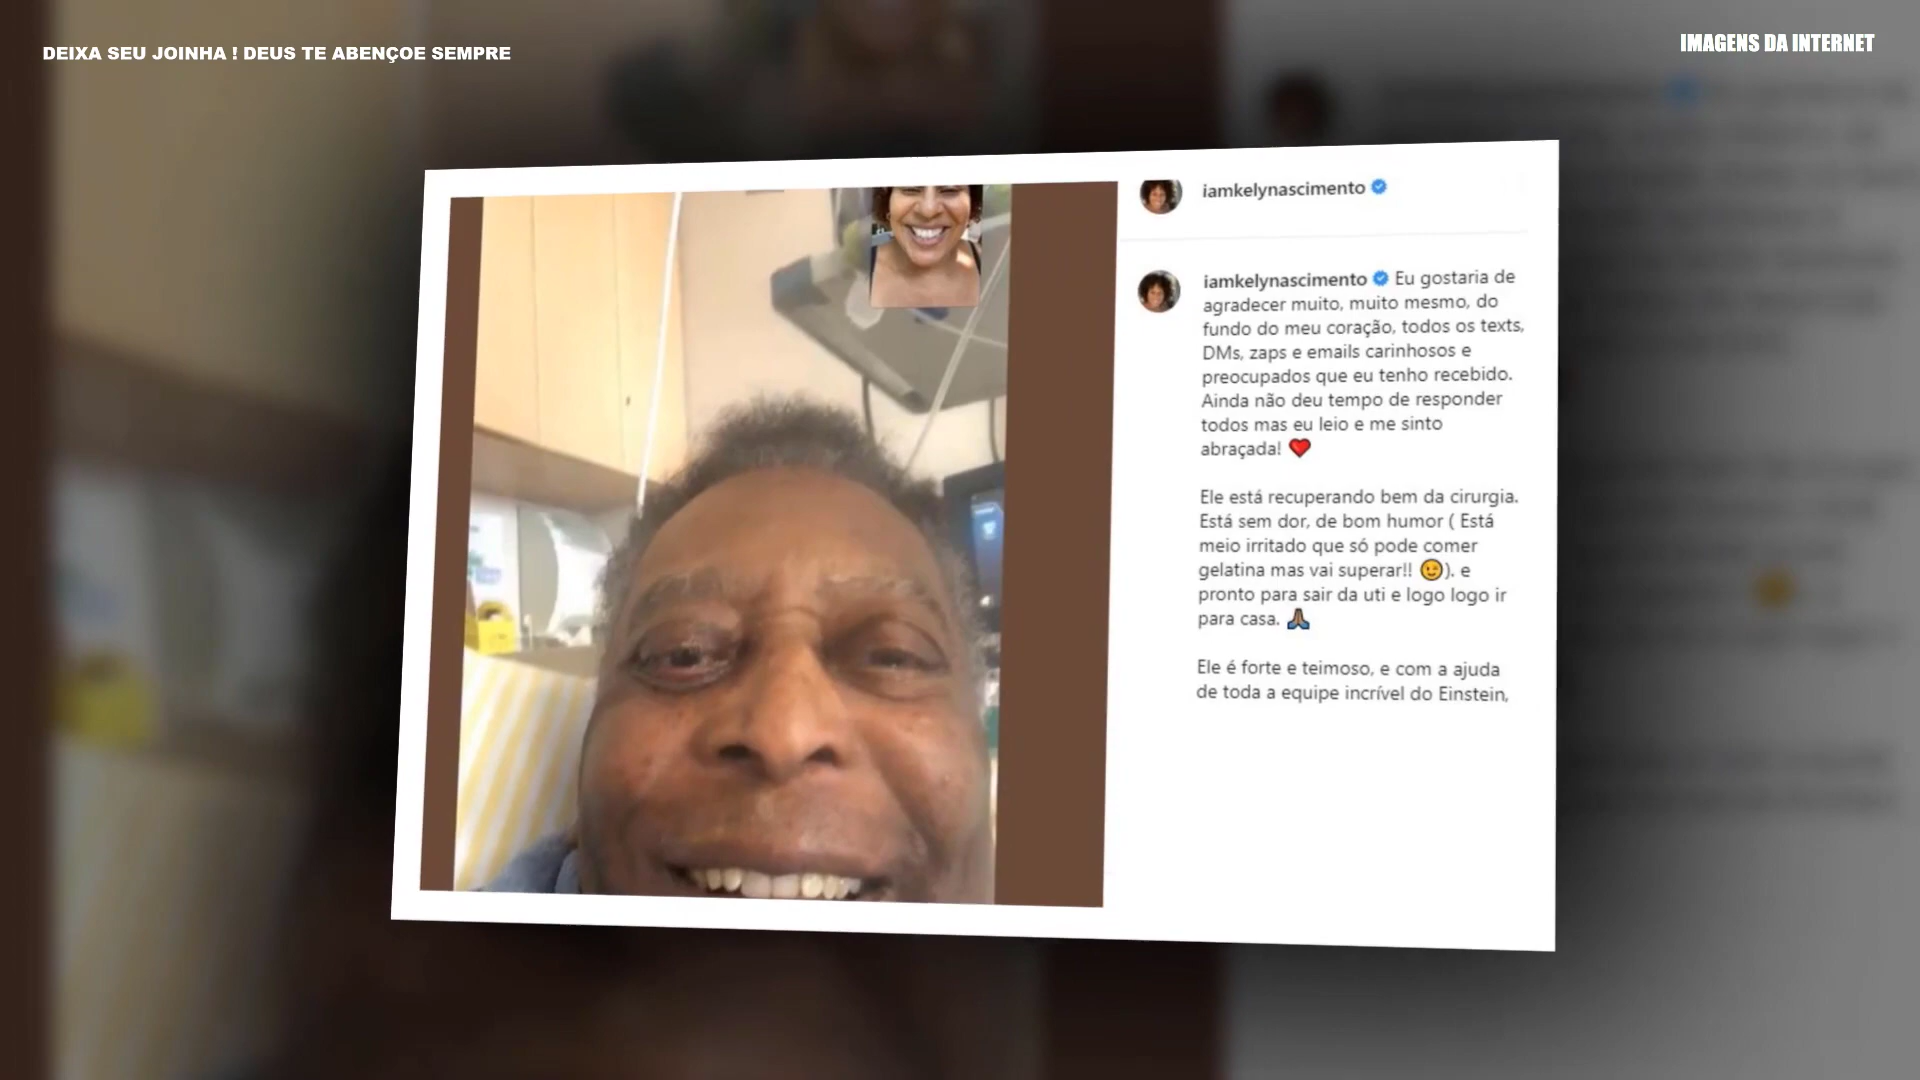 DEIXA SEU JOINHA ! DEUS TE ABENÇOE SEMPRE
IMAGENS DA INTERNET
iamkelynascimento
iamkelynascimento Eu gostaria de
agradecer muito, muito mesmo, do
fundo do meu coração, todos os texts,
DMs, zaps e emails carinhosos e
preocupados que eu tenho recebido.
Ainda não deu tempo de responder
todos mas eu leio e me sinto
abraçada! ❤️
Ele está recuperando bem da cirurgia.
Está sem dor, de bom humor ( Está
meio irritado que só pode comer
gelatina mas vai superar!! 😉). e
pronto para sair da uti e logo logo ir
para casa. 🙏🏾
Ele é forte e teimoso, e com a ajuda
de toda a equipe incrível do Einstein,